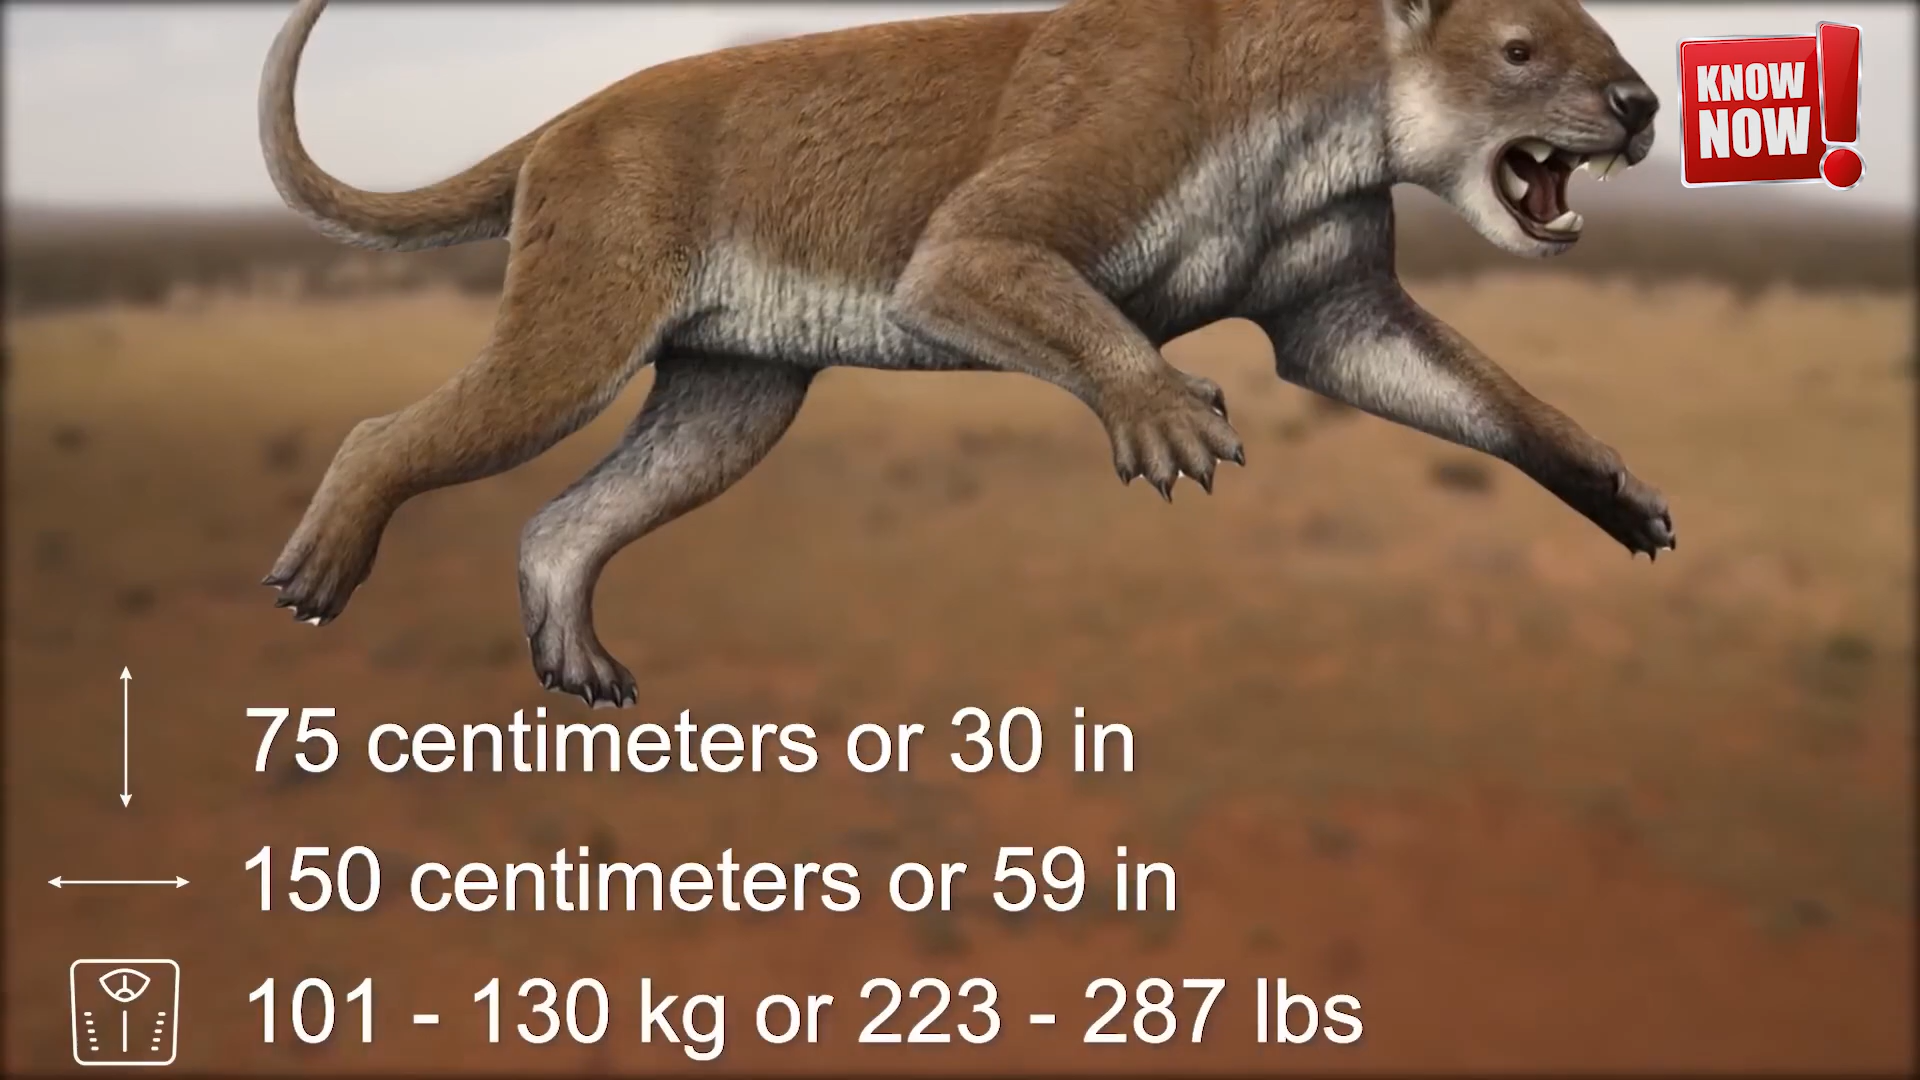 KNOW
NOW!
75 centimeters or 30 in
150 centimeters or 59 in
101 - 130 kg or 223 - 287 lbs